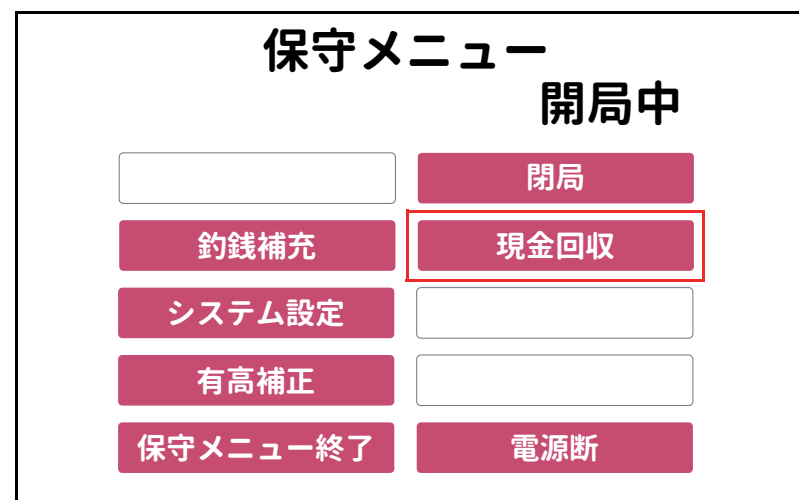 保守メニュー
開局中
閉局
釣銭補充
現金回収
システム設定
有高補正
保守メニュー終了
電源断